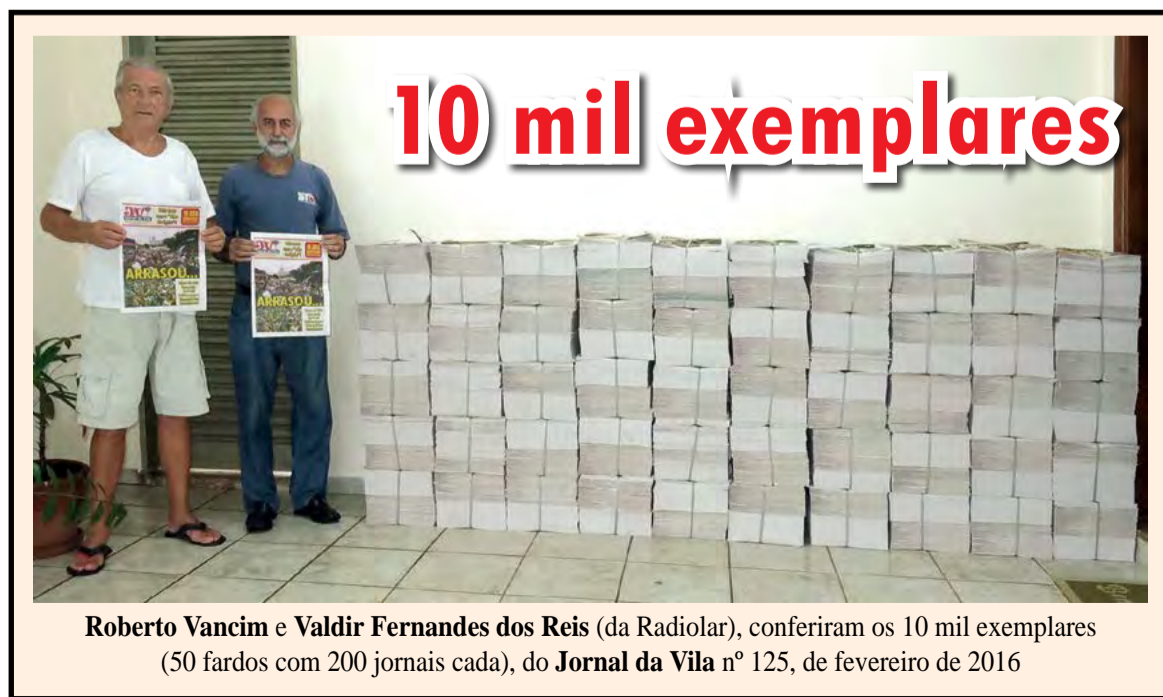 10 mil exemplares
ARRASOU...
ARRASOU...
Roberto Vancim e Valdir Fernandes dos Reis (da Radiolar), conferiram os 10 mil exemplares
(50 fardos com 200 jornais cada), do Jornal da Vila nº 125, de fevereiro de 2016